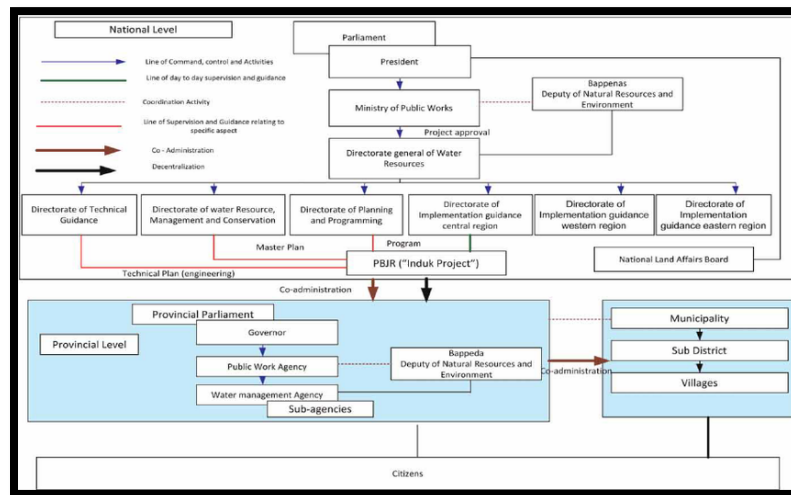 National Level
Parliament
President
Line of Command, control and Activities
Line of day to day supervision and guidance
Coordination Activity
Line of Supervision and Guidance relating to
specific aspect
Co - Administration
Decentralization
Ministry of Public Works
Bappenas
Deputy of Natural Resources and
Environment
Project approval
Directorate general of Water
Resources
Directorate of Technical
Guidance
Directorate of water Resource,
Management and Conservation
Directorate of Planning
and Programming
Directorate of
Implementation guidance
central region
Directorate of
Implementation guidance
western region
Directorate of
Implementation
guidance eastern region
Master Plan
Program
PBJR ("Induk Project")
National Land Affairs Board
Technical Plan (engineering)
Co-administration
Provincial Parliament
Governor
Provincial Level
Public Work Agency
Bappeda
Deputy of Natural Resources and
Environment
Water management Agency
Sub-agencies
Co-administration
Municipality
Sub District
Villages
Citizens